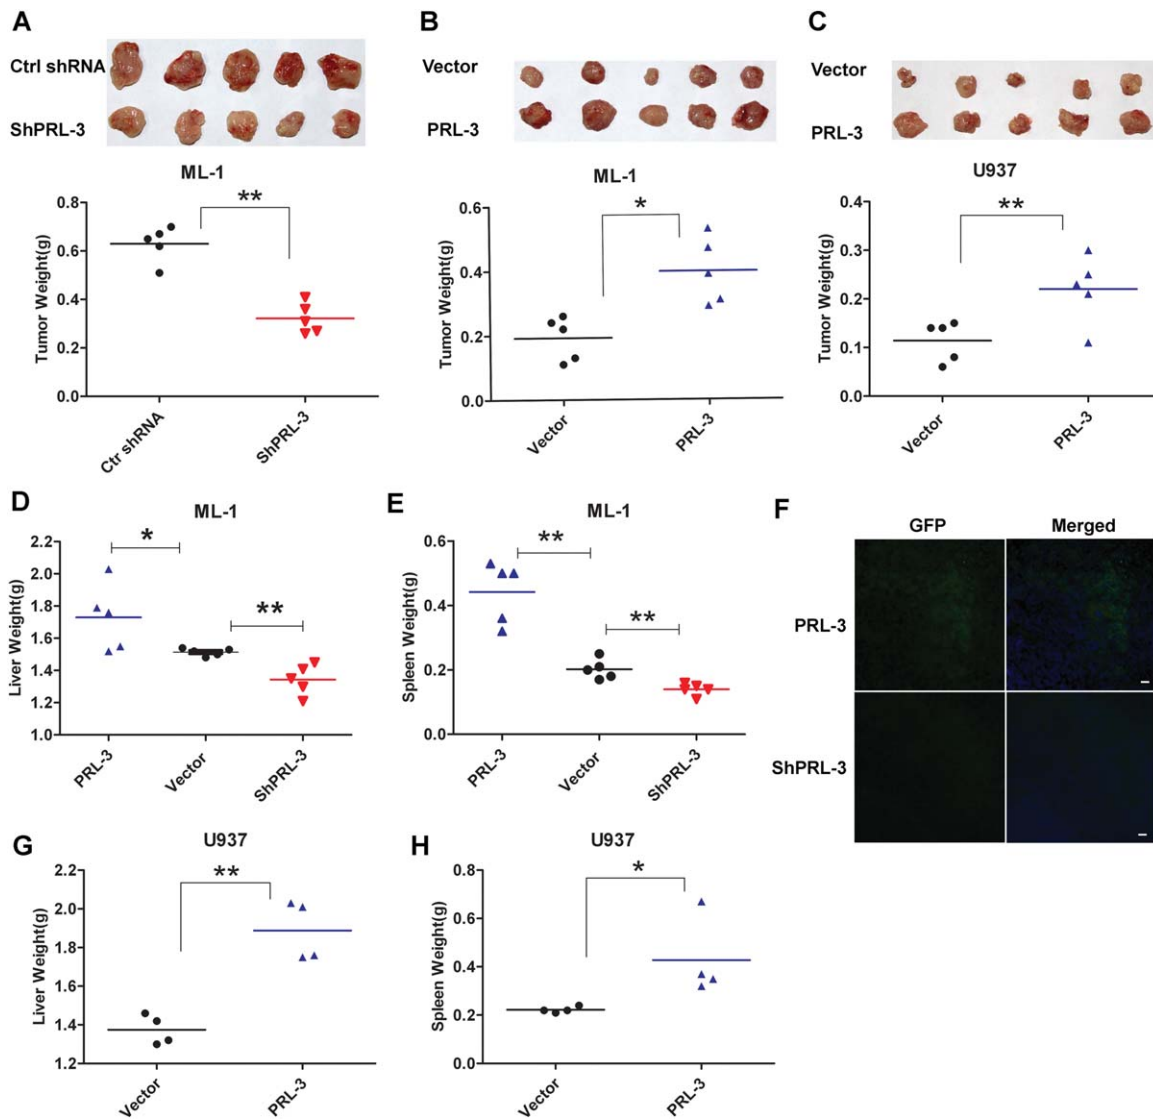 A
Ctrl shRNA
ShPRL-3
ML-1
**
Tumor Weight(g)
0.8
0.6
0.4
0.2
0.0
Ctr shRNA
ShPRL-3
B
Vector
PRL-3
ML-1
*
Tumor Weight(g)
0.6
0.4
0.2
0.0
Vector
PRL-3
C
Vector
PRL-3
U937
**
Tumor Weight(g)
0.4
0.3
0.2
0.1
0.0
Vector
PRL-3
D
ML-1
*
**
Liver Weight(g)
2.2
2.0
1.8
1.6
1.4
1.2
1.0
PRL-3
Vector
ShPRL-3
E
ML-1
**
**
Spleen Weight(g)
0.6
0.4
0.2
0.0
PRL-3
Vector
ShPRL-3
F
GFP
Merged
PRL-3
ShPRL-3
G
U937
**
Liver Weight(g)
2.2
2.0
1.8
1.6
1.4
1.2
Vector
PRL-3
H
U937
*
Spleen Weight(g)
0.8
0.6
0.4
0.2
0.0
Vector
PRL-3